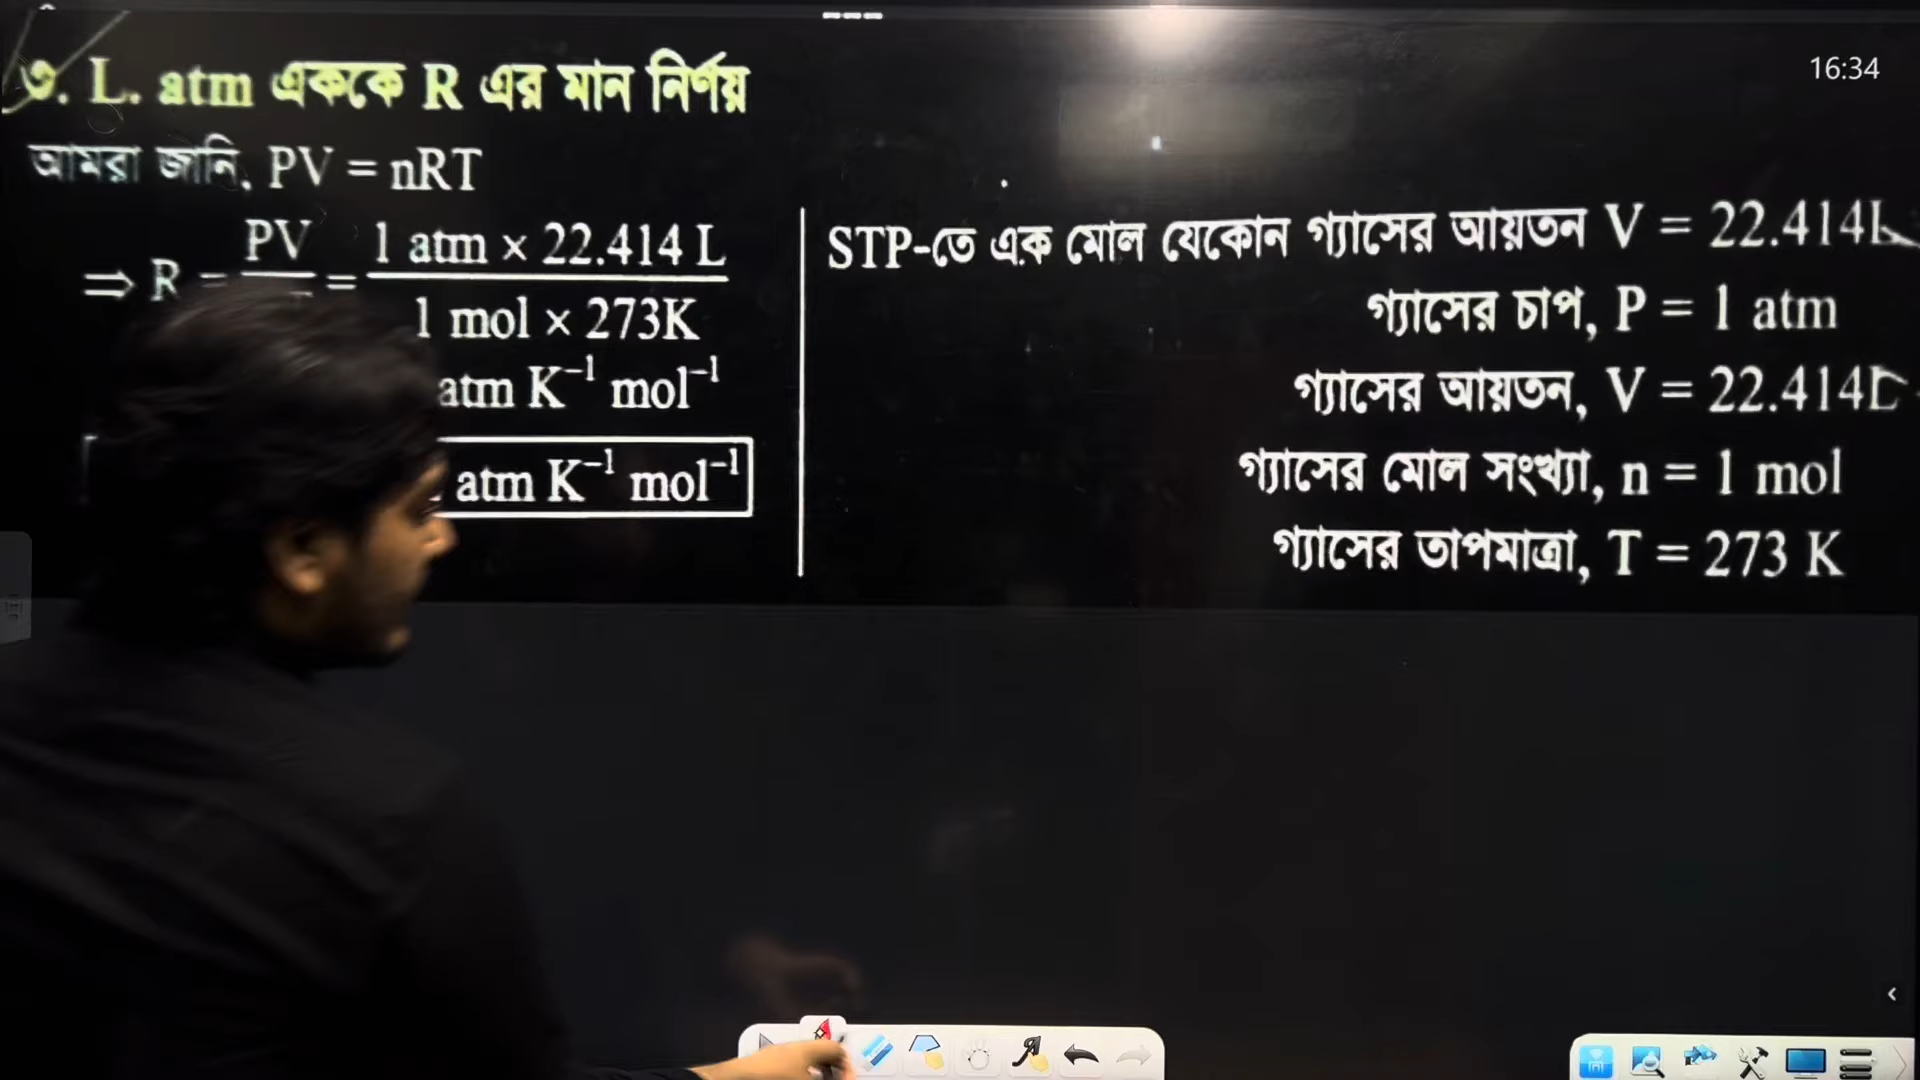 16:34
৩. L. atm এককে R এর মান নির্ণয়
আমরা জানি, PV = nRT
⇒ R = PV = 1 atm × 22.414 L
1 mol × 273K
atm K⁻¹ mol⁻¹
atm K⁻¹ mol⁻¹
STP-তে এক মোল যেকোন গ্যাসের আয়তন V = 22.414L
গ্যাসের চাপ, P = 1 atm
গ্যাসের আয়তন, V = 22.414L
গ্যাসের মোল সংখ্যা, n = 1 mol
গ্যাসের তাপমাত্রা, T = 273 K